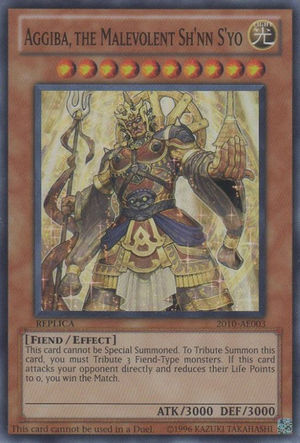 AGGIBA, THE MALEVOLENT SH'NN S'YO
光
REPLICA
2010-AE003
[FIEND / EFFECT]
This card cannot be Special Summoned. To Tribute Summon this
card, you must Tribute 3 Fiend-Type monsters. If this card
attacks your opponent directly and reduces their Life Points
to 0, you win the Match.
ATK/3000 DEF/3000
This card cannot be used in a Duel. ©1996 KAZUKI TAKAHASHI